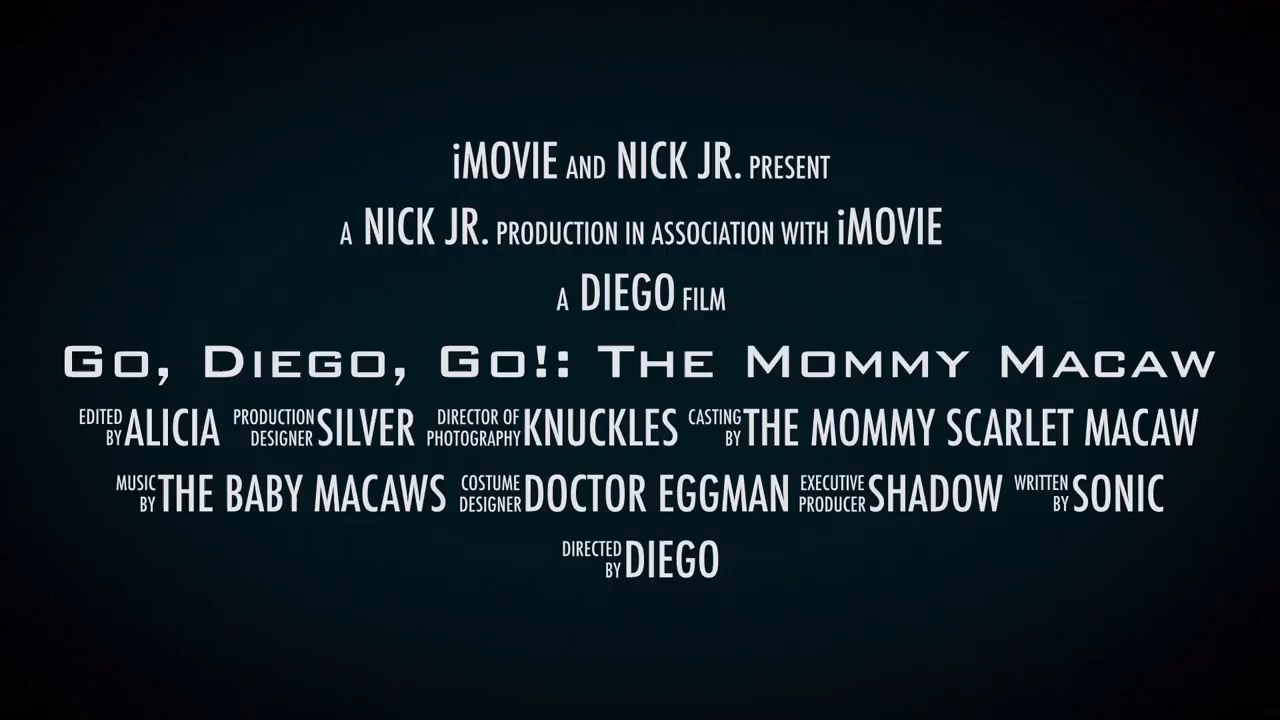 iMOVIE AND NICK JR. PRESENT
A NICK JR. PRODUCTION IN ASSOCIATION WITH iMOVIE
A DIEGO FILM
GO, DIEGO, GO!: THE MOMMY MACAW
EDITED BY ALICIA PRODUCTION DESIGNER SILVER DIRECTOR OF PHOTOGRAPHY KNUCKLES CASTING BY THE MOMMY SCARLET MACAW
MUSIC BY THE BABY MACAWS COSTUME DESIGNER DOCTOR EGGMAN EXECUTIVE PRODUCER SHADOW WRITTEN BY SONIC
DIRECTED BY DIEGO